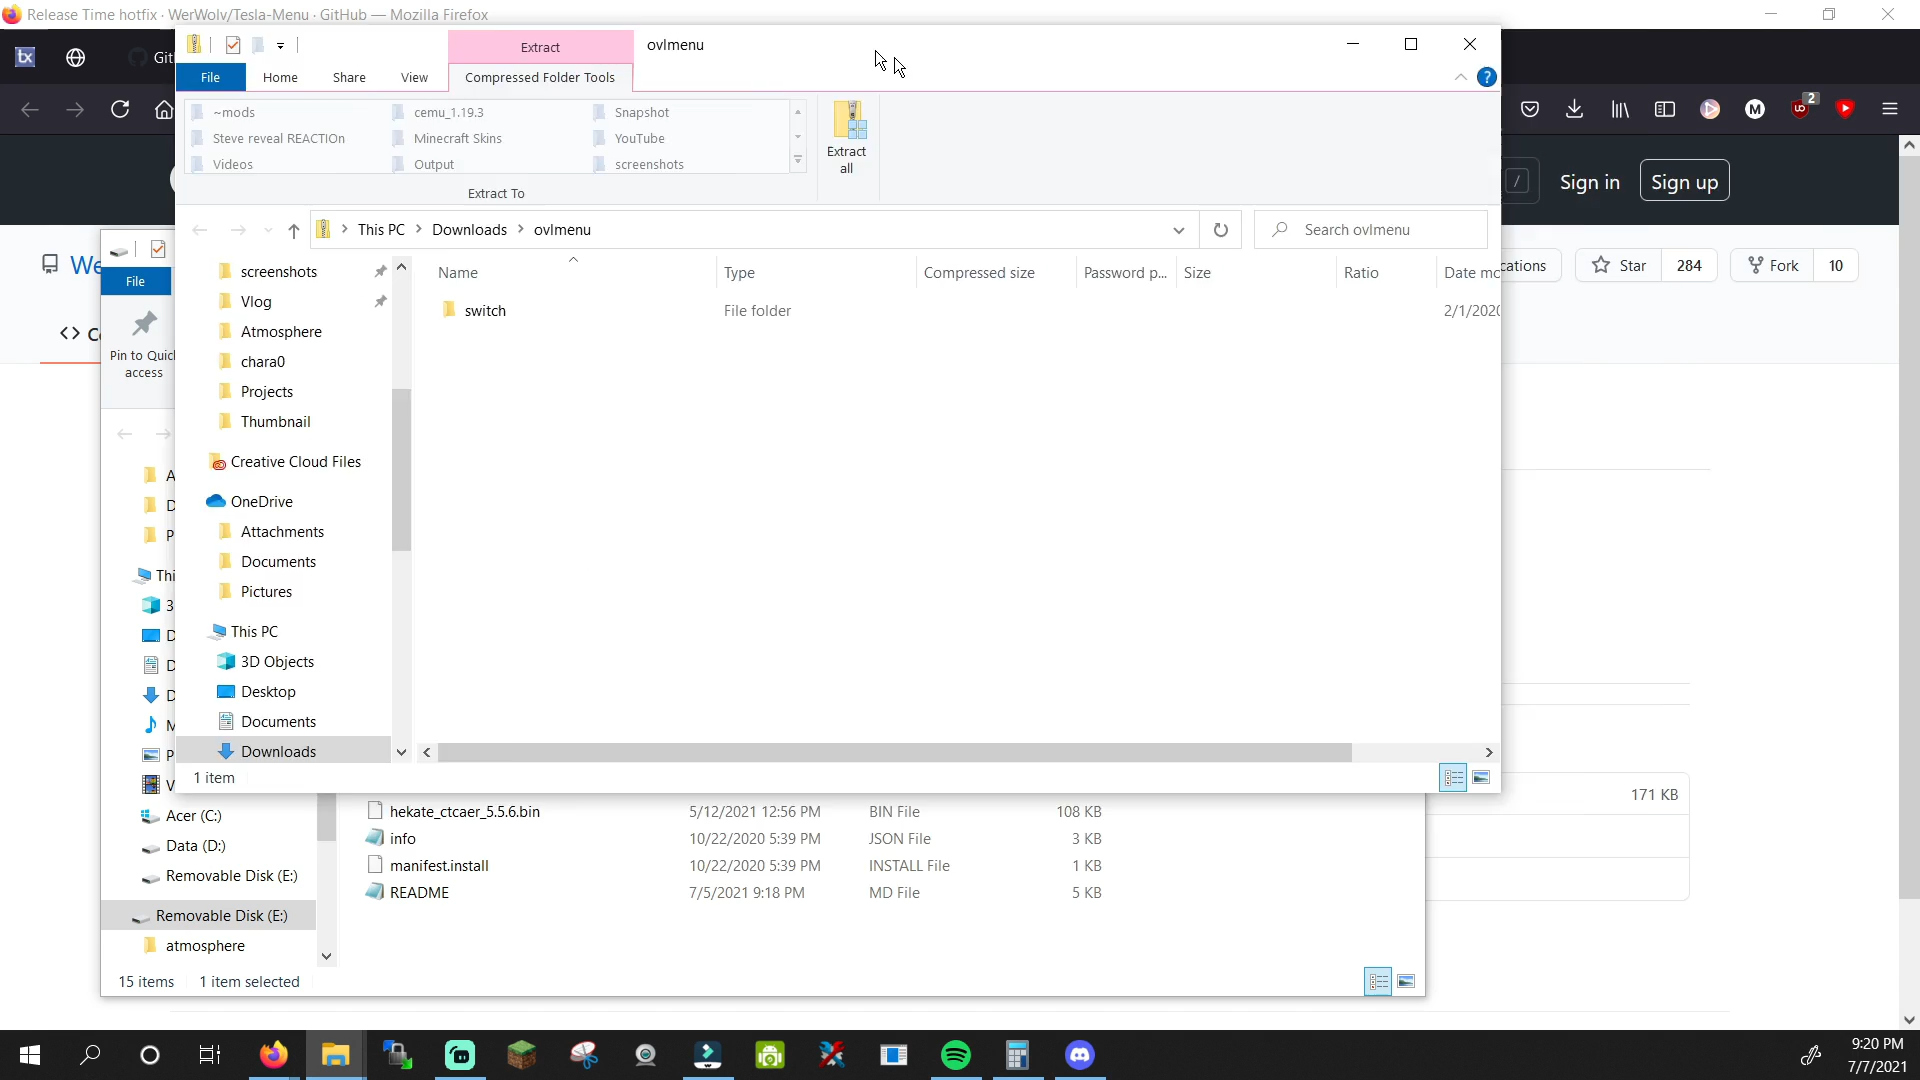 Release Time hotfix · WerWolv/Tesla-Menu · GitHub — Mozilla Firefox
tx
Extract
ovlmenu
File
Home
Share
View
Compressed Folder Tools
?
~mods
cemu_1.19.3
Snapshot
Steve reveal REACTIOn
Minecraft Skins
YouTube
Videos
Output
screenshots
Extract
all
Extract To
M
2
/
Sign in
Sign up
This PC
Downloads
ovlmenu
Search ovlmenu
We
File
Star
284
Fork
10
Name
Type
Compressed size
Password p...
Size
Ratio
Date mo
switch
File folder
2/1/2020
screenshots
Vlog
Atmosphere
chara0
Projects
Thumbnail
Creative Cloud Files
OneDrive
Attachments
Documents
Pictures
This PC
3D Objects
Desktop
Documents
Downloads
1 item
Pin to Quic
access
Acer (C:)
Data (D:)
Removable Disk (E:)
Removable Disk (E:)
atmosphere
hekate_ctcaer_5.5.6.bin
5/12/2021 12:56 PM
BIN File
108 KB
info
10/22/2020 5:39 PM
JSON File
3 KB
manifest.install
10/22/2020 5:39 PM
INSTALL File
1 KB
README
7/5/2021 9:18 PM
MD File
5 KB
171 KB
15 items
1 item selected
9:20 PM
7/7/2021